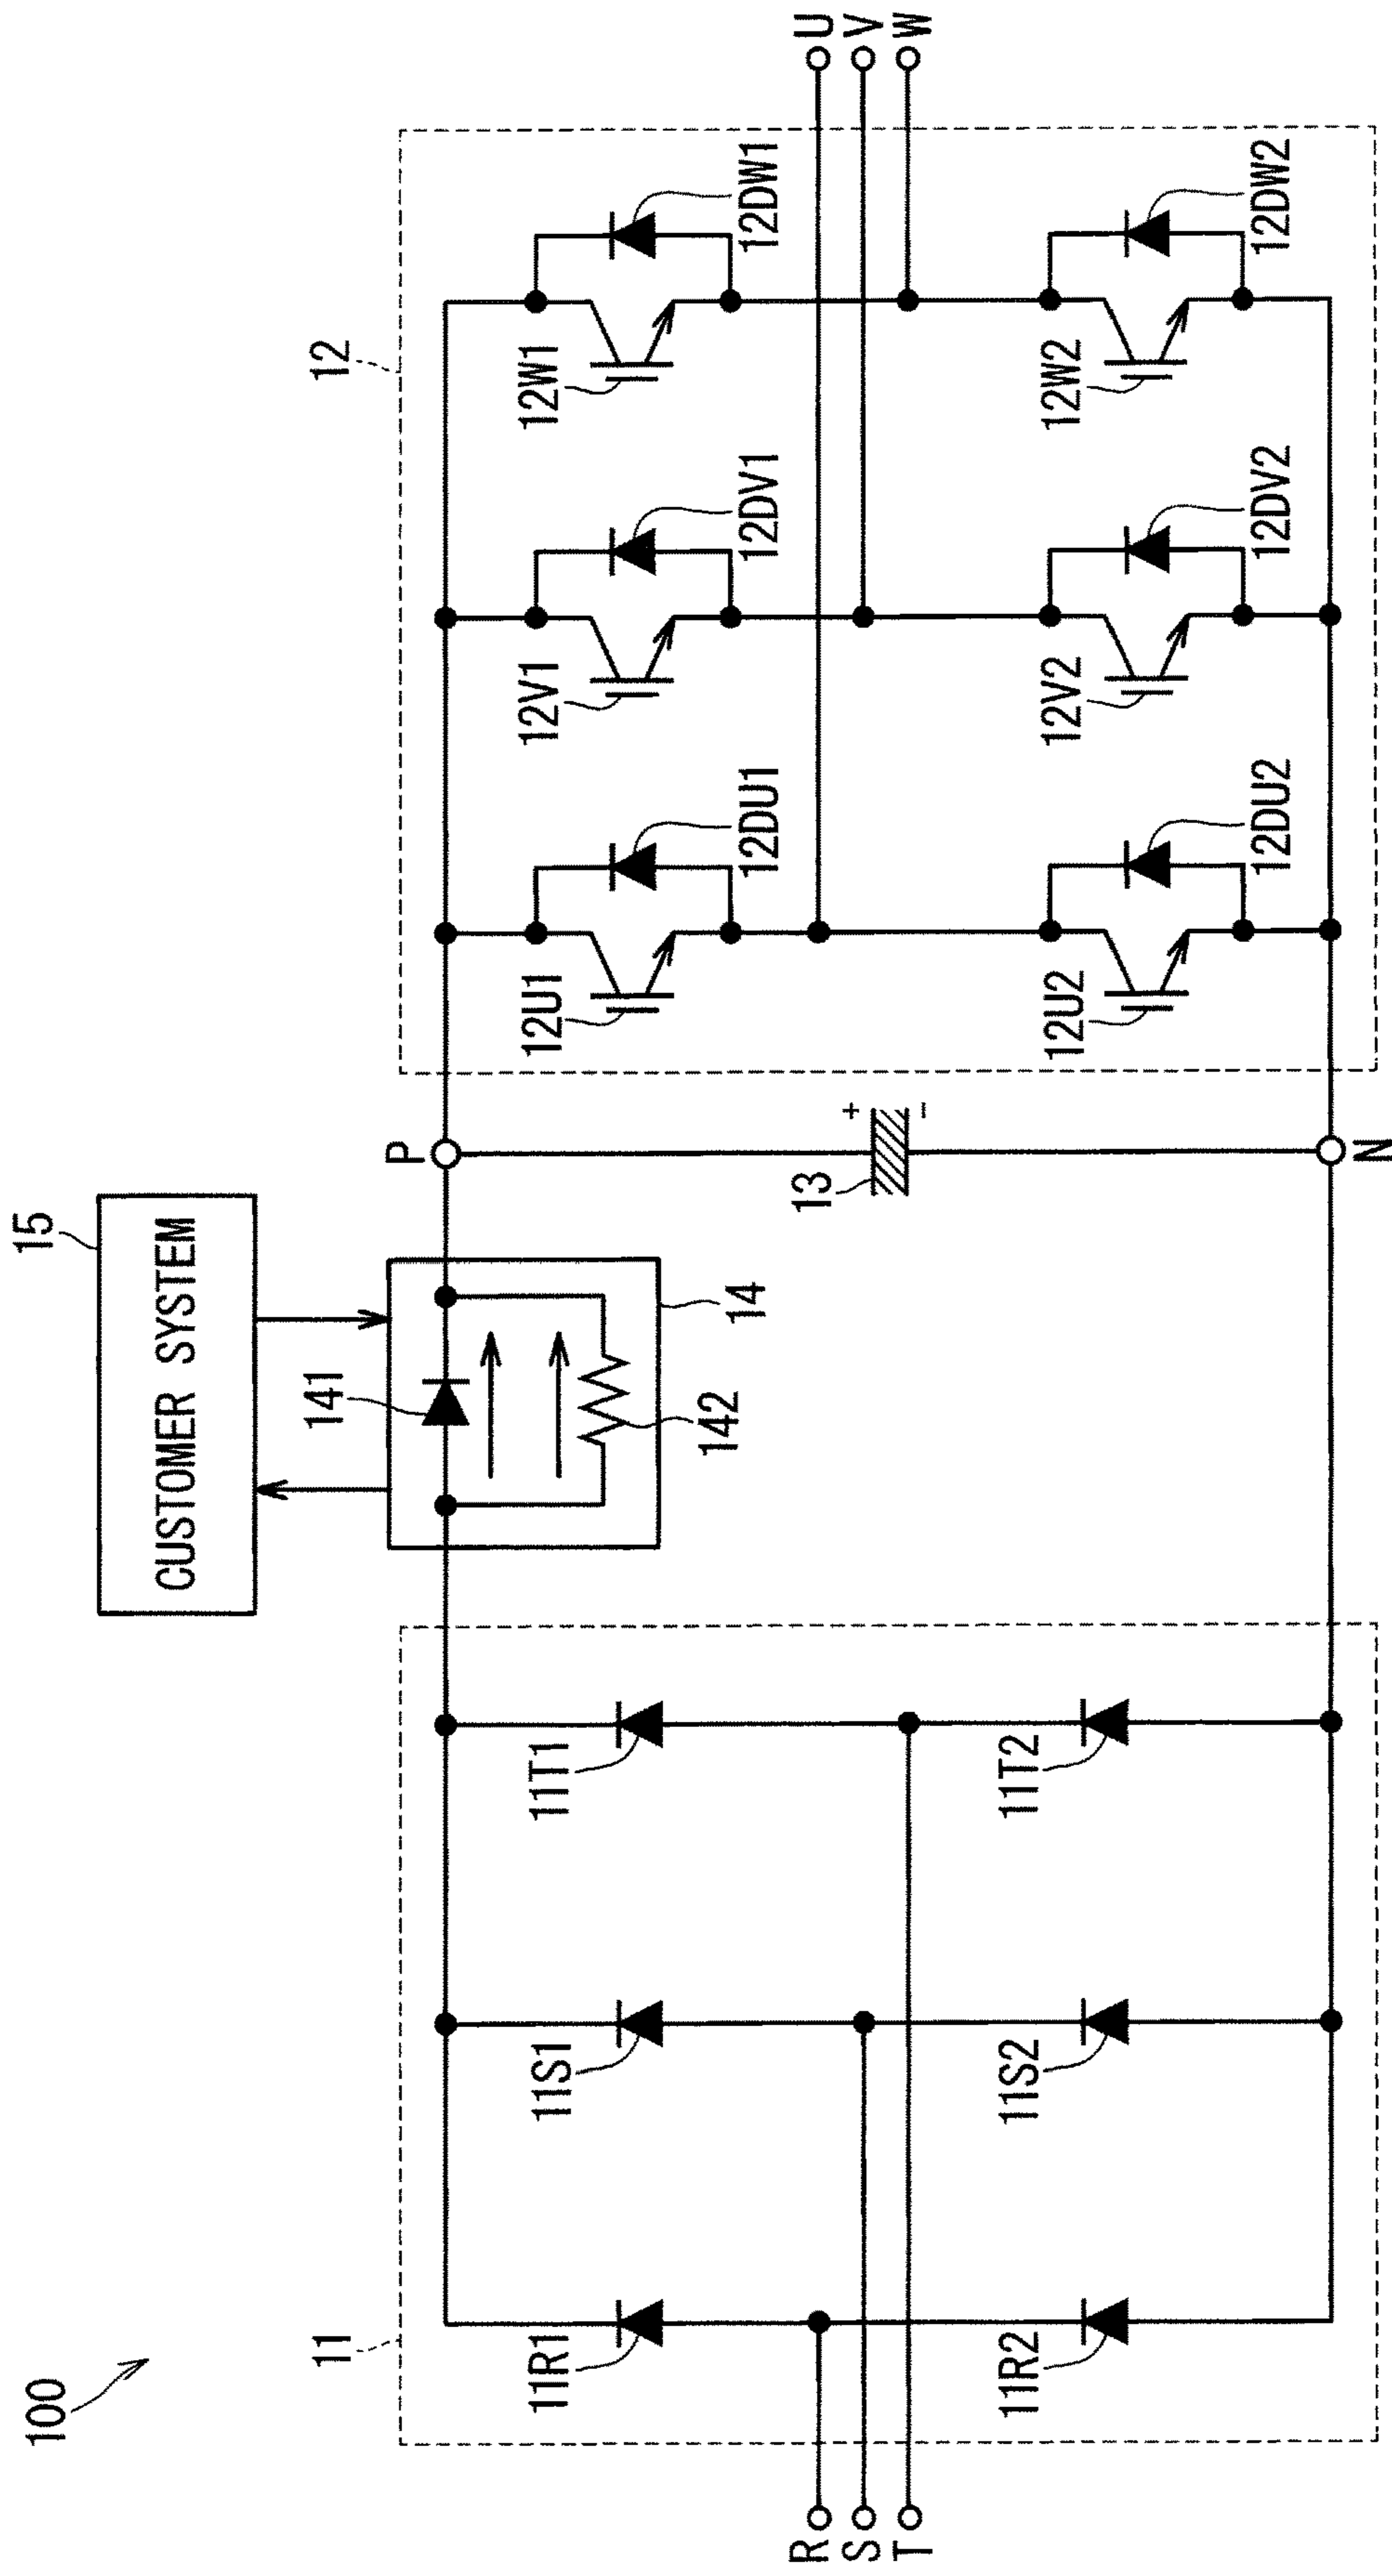 100
15
CUSTOMER SYSTEM
11
12
141
14
142
P
N
13
+
−
R
S
T
11R1
11S1
11T1
11R2
11S2
11T2
12U1
12DU1
12V1
12DV1
12W1
12DW1
12U2
12DU2
12V2
12DV2
12W2
12DW2
U
V
W